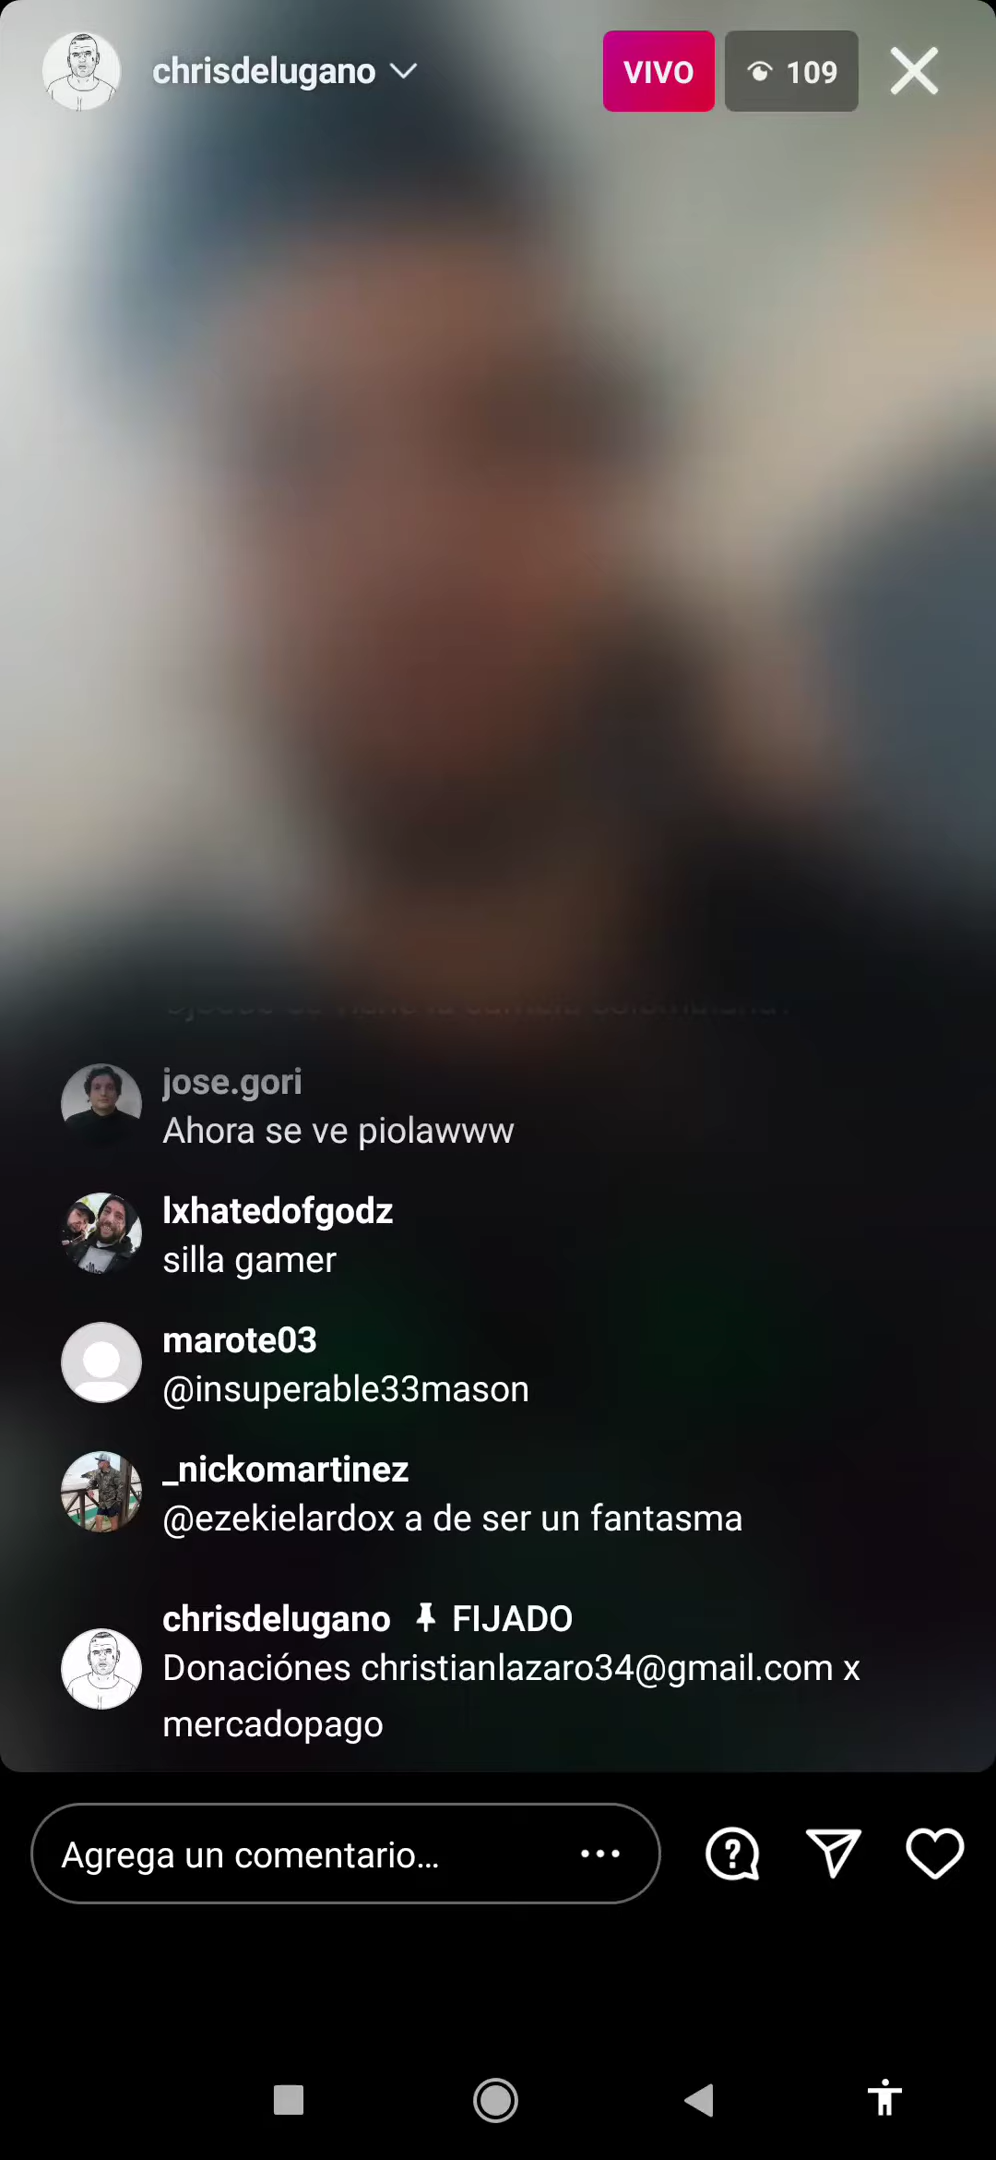 chrisdelugano
VIVO
109
jose.gori
Ahora se ve piolawww
lxhatedofgodz
silla gamer
marote03
@insuperable33mason
_nickomartinez
@ezekielardox a de ser un fantasma
chrisdelugano FIJADO
Donaciónes christianlazaro34@gmail.com x
mercadopago
Agrega un comentario...